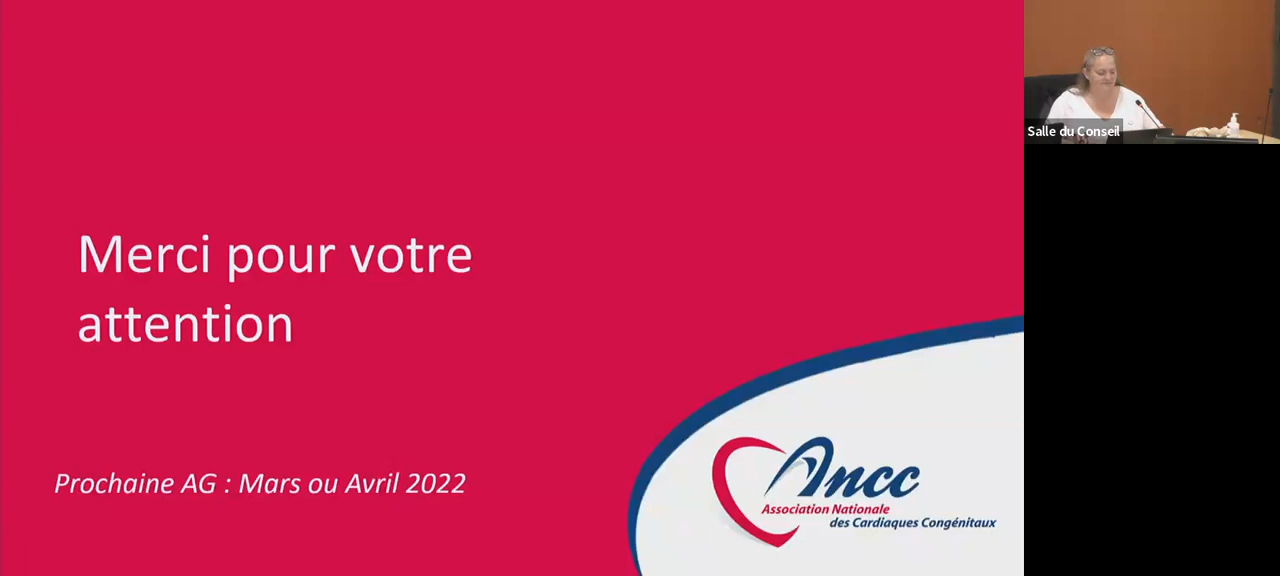 Merci pour votre
attention
Prochaine AG : Mars ou Avril 2022
Ancc
Association Nationale
des Cardiaques Congénitaux
Salle du Conseil